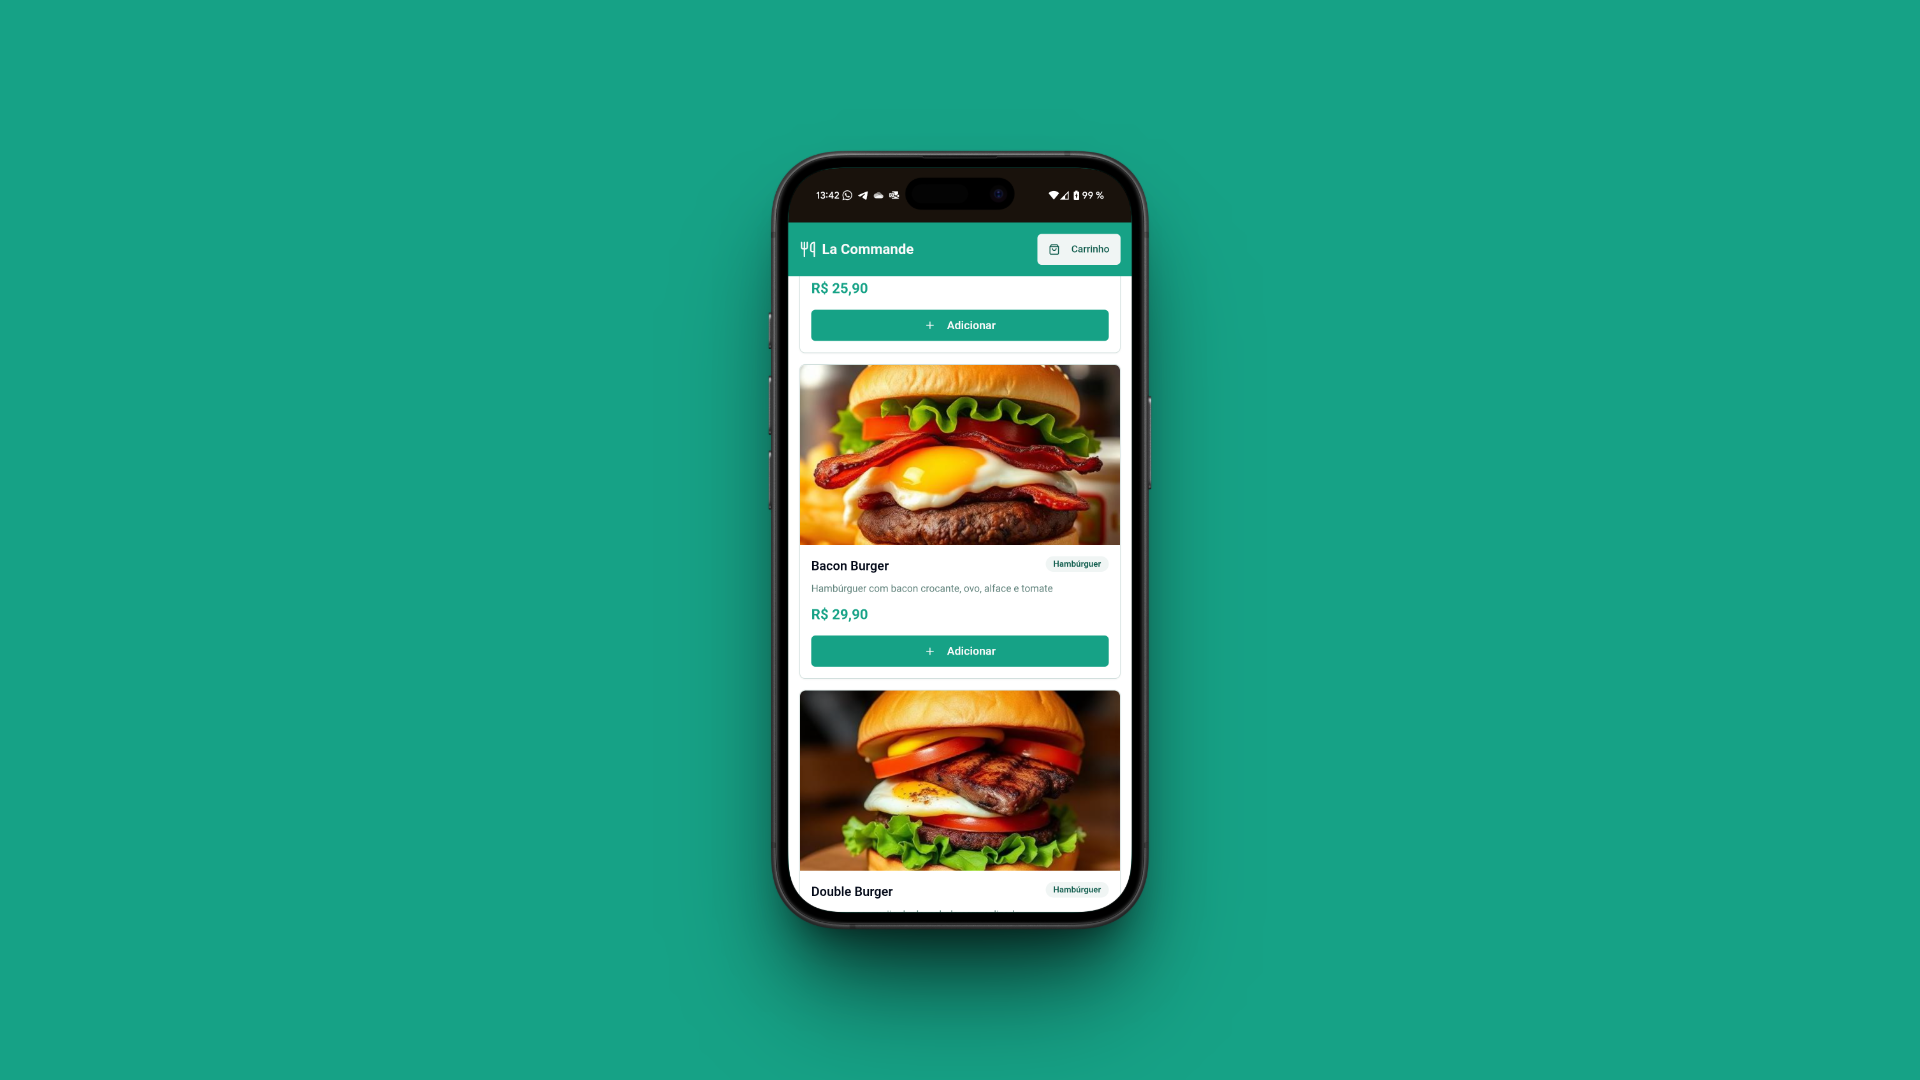 13:42 99 %
La Commande Carrinho
R$ 25,90
+ Adicionar
Bacon Burger Hambúrguer
Hambúrguer com bacon crocante, ovo, alface e tomate
R$ 29,90
+ Adicionar
Double Burger Hambúrguer